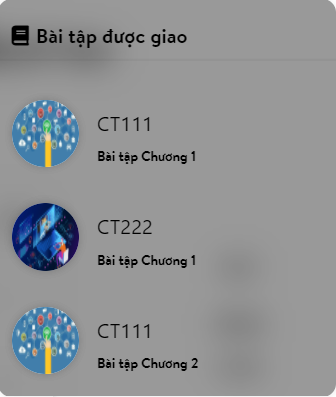 Bài tập được giao
CT111
Bài tập Chương 1
CT222
Bài tập Chương 1
CT111
Bài tập Chương 2